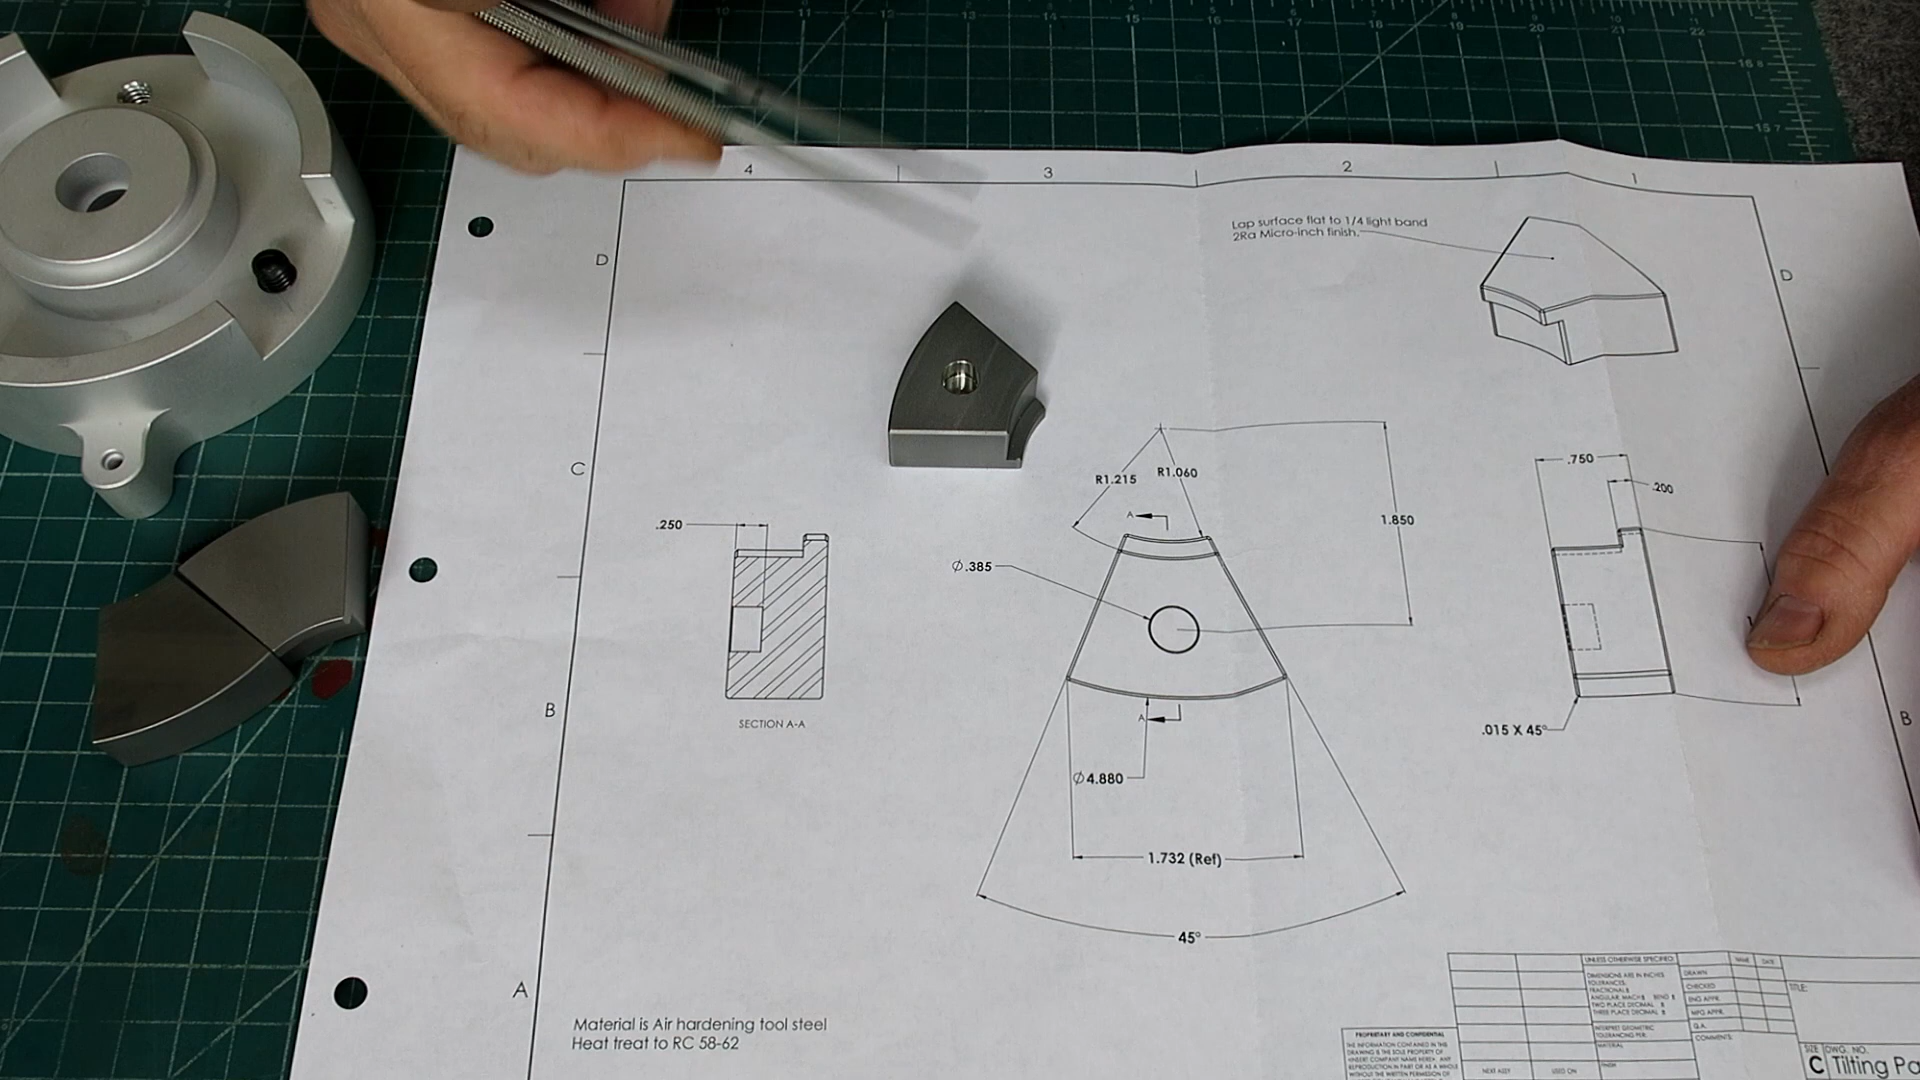 4
3
2
1
Lap surface flat to 1/4 light band
2Ra Micro-inch finish.
D
D
C
.750
.200
R1.215
R1.060
A
1.850
.250
Ø.385
SECTION A-A
A
B
B
.015 X 45°
Ø4.880
1.732 (Ref)
45°
A
Material is Air hardening tool steel
Heat treat to RC 58-62
UNLESS OTHERWISE SPECIFIED:
NAME
DATE
DIMENSIONS ARE IN INCHES
TOLERANCES:
FRACTIONAL ±
ANGULAR: MACH ± BEND ±
TWO PLACE DECIMAL ±
THREE PLACE DECIMAL ±
DRAWN
CHECKED
ENG APPR.
MFG APPR.
Q.A.
COMMENTS:
TITLE:
INTERPRET GEOMETRIC
TOLERANCING PER:
MATERIAL
FINISH
PROPRIETARY AND CONFIDENTIAL
THE INFORMATION CONTAINED IN THIS
DRAWING IS THE SOLE PROPERTY OF
<INSERT COMPANY NAME HERE>. ANY
REPRODUCTION IN PART OR AS A WHOLE
WITHOUT THE WRITTEN PERMISSION OF
NEXT ASSY
USED ON
SIZE
DWG. NO.
C
Tilting Pa